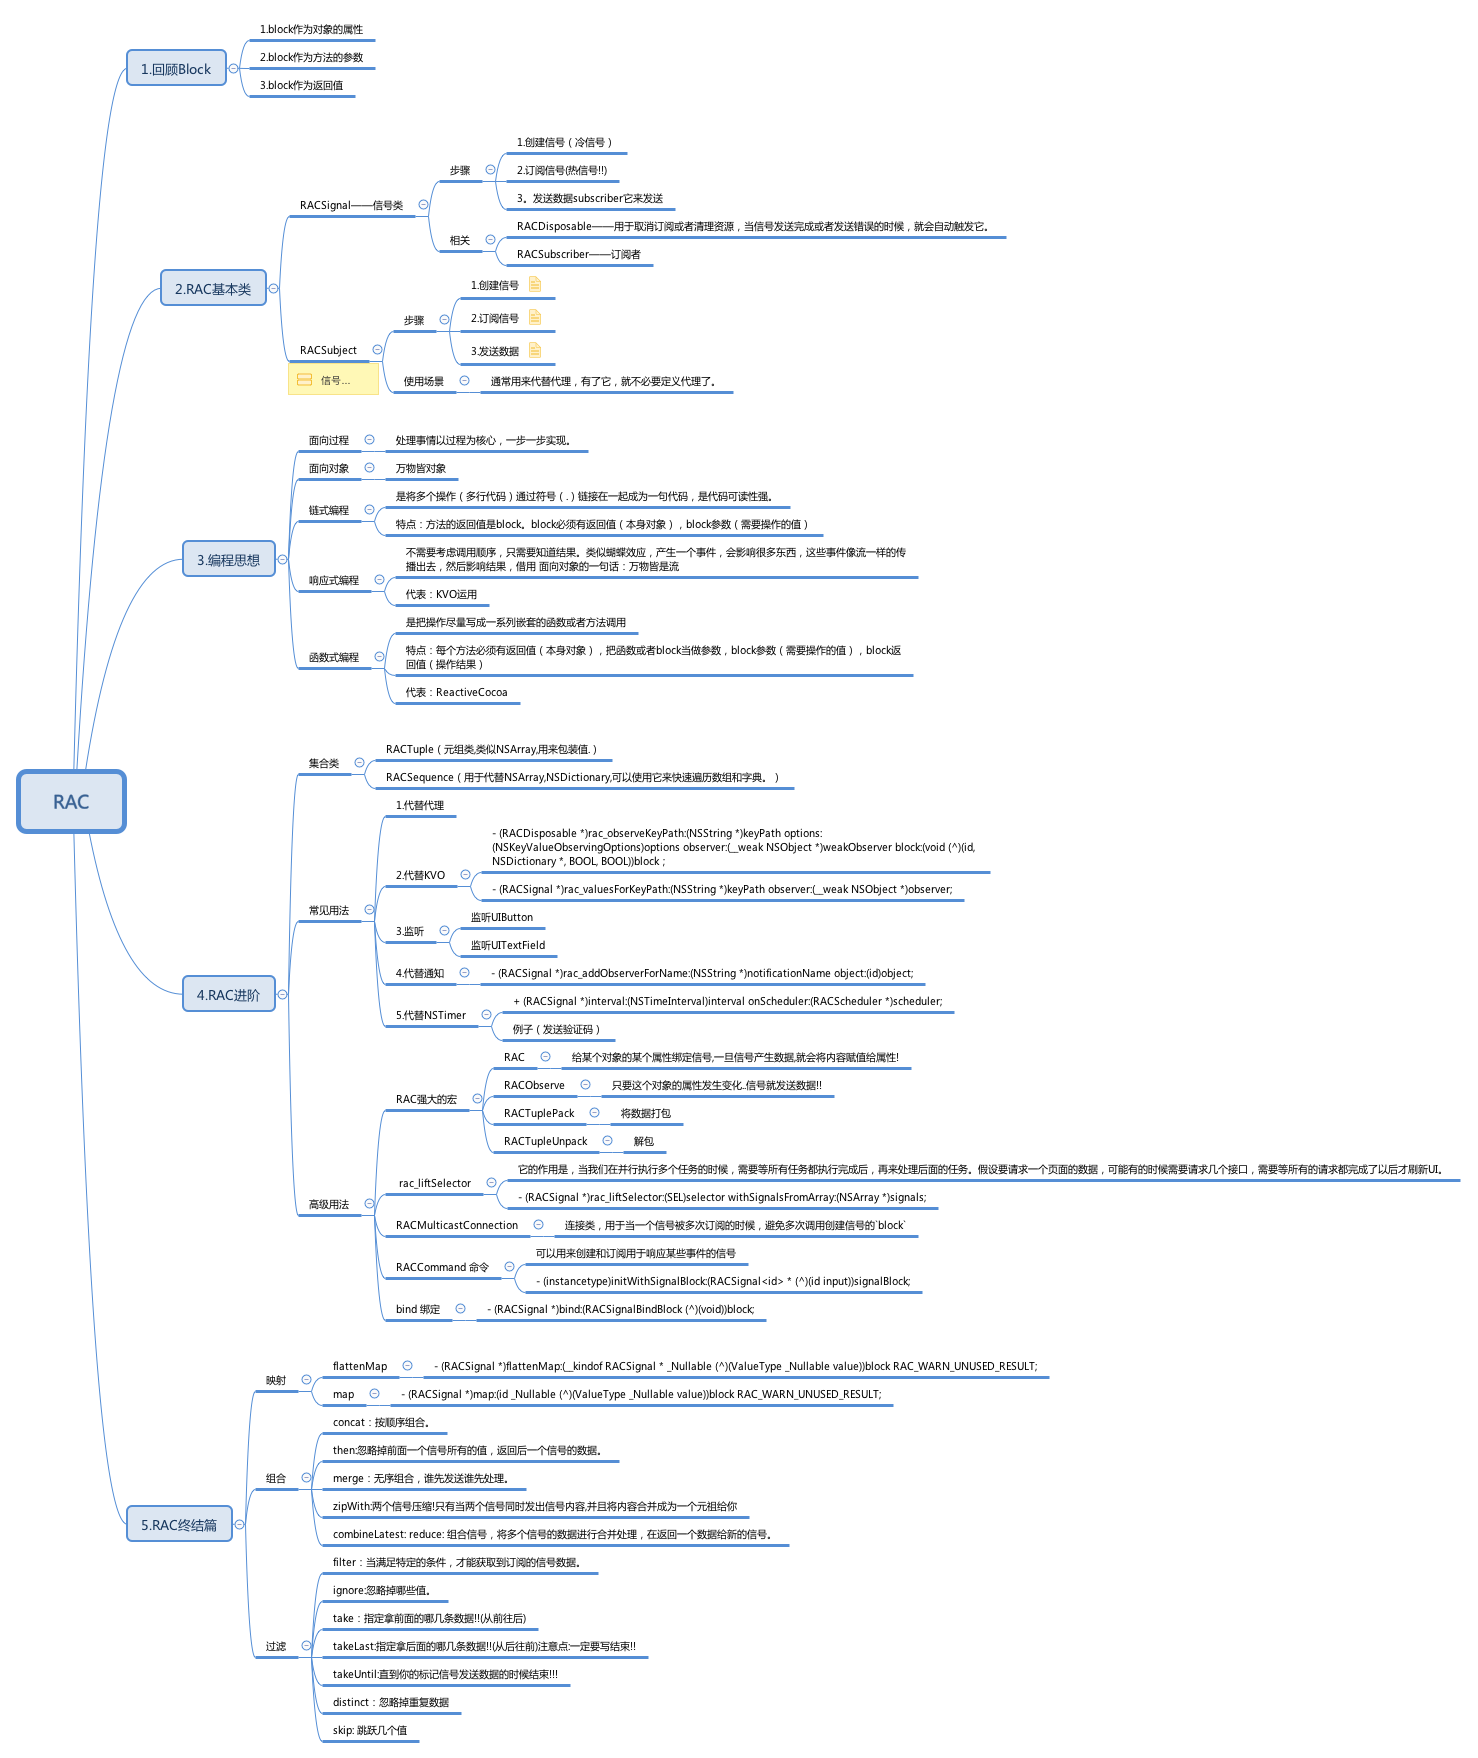 RAC
1.回顾Block
1.block作为对象的属性
2.block作为方法的参数
3.block作为返回值
2.RAC基本类
RACSignal——信号类
步骤
1.创建信号（冷信号）
2.订阅信号(热信号!!)
3。发送数据subscriber它来发送
相关
RACDisposable——用于取消订阅或者清理资源，当信号发送完成或者发送错误的时候，就会自动触发它。
RACSubscriber——订阅者
RACSubject
信号...
步骤
1.创建信号
2.订阅信号
3.发送数据
使用场景
通常用来代替代理，有了它，就不必要定义代理了。
3.编程思想
面向过程
处理事情以过程为核心，一步一步实现。
面向对象
万物皆对象
链式编程
是将多个操作（多行代码）通过符号（.）链接在一起成为一句代码，是代码可读性强。
特点：方法的返回值是block。block必须有返回值（本身对象），block参数（需要操作的值）
响应式编程
不需要考虑调用顺序，只需要知道结果。类似蝴蝶效应，产生一个事件，会影响很多东西，这些事件像流一样的传
播出去，然后影响结果，借用 面向对象的一句话：万物皆是流
代表：KVO运用
函数式编程
是把操作尽量写成一系列嵌套的函数或者方法调用
特点：每个方法必须有返回值（本身对象），把函数或者block当做参数，block参数（需要操作的值），block返
回值（操作结果）
代表：ReactiveCocoa
4.RAC进阶
集合类
RACTuple（元组类,类似NSArray,用来包装值.）
RACSequence（用于代替NSArray,NSDictionary,可以使用它来快速遍历数组和字典。）
常见用法
1.代替代理
2.代替KVO
- (RACDisposable *)rac_observeKeyPath:(NSString *)keyPath options:
(NSKeyValueObservingOptions)options observer:(__weak NSObject *)weakObserver block:(void (^)(id,
NSDictionary *, BOOL, BOOL))block ;
- (RACSignal *)rac_valuesForKeyPath:(NSString *)keyPath observer:(__weak NSObject *)observer;
3.监听
监听UIButton
监听UITextField
4.代替通知
- (RACSignal *)rac_addObserverForName:(NSString *)notificationName object:(id)object;
5.代替NSTimer
+ (RACSignal *)interval:(NSTimeInterval)interval onScheduler:(RACScheduler *)scheduler;
例子（发送验证码）
高级用法
RAC强大的宏
RAC
给某个对象的某个属性绑定信号,一旦信号产生数据,就会将内容赋值给属性!
RACObserve
只要这个对象的属性发生变化..信号就发送数据!!
RACTuplePack
将数据打包
RACTupleUnpack
解包
rac_liftSelector
它的作用是，当我们在并行执行多个任务的时候，需要等所有任务都执行完成后，再来处理后面的任务。假设要请求一个页面的数据，可能有的时候需要请求几个接口，需要等所有的请求都完成了以后才刷新UI。
- (RACSignal *)rac_liftSelector:(SEL)selector withSignalsFromArray:(NSArray *)signals;
RACMulticastConnection
连接类，用于当一个信号被多次订阅的时候，避免多次调用创建信号的`block`
RACCommand 命令
可以用来创建和订阅用于响应某些事件的信号
- (instancetype)initWithSignalBlock:(RACSignal<id> * (^)(id input))signalBlock;
bind 绑定
- (RACSignal *)bind:(RACSignalBindBlock (^)(void))block;
5.RAC终结篇
映射
flattenMap
- (RACSignal *)flattenMap:(__kindof RACSignal * _Nullable (^)(ValueType _Nullable value))block RAC_WARN_UNUSED_RESULT;
map
- (RACSignal *)map:(id _Nullable (^)(ValueType _Nullable value))block RAC_WARN_UNUSED_RESULT;
组合
concat：按顺序组合。
then:忽略掉前面一个信号所有的值，返回后一个信号的数据。
merge：无序组合，谁先发送谁先处理。
zipWith:两个信号压缩!只有当两个信号同时发出信号内容,并且将内容合并成为一个元祖给你
combineLatest: reduce: 组合信号，将多个信号的数据进行合并处理，在返回一个数据给新的信号。
过滤
filter：当满足特定的条件，才能获取到订阅的信号数据。
ignore:忽略掉哪些值。
take：指定拿前面的哪几条数据!!(从前往后)
takeLast:指定拿后面的哪几条数据!!(从后往前)注意点:一定要写结束!!
takeUntil:直到你的标记信号发送数据的时候结束!!!
distinct：忽略掉重复数据
skip: 跳跃几个值